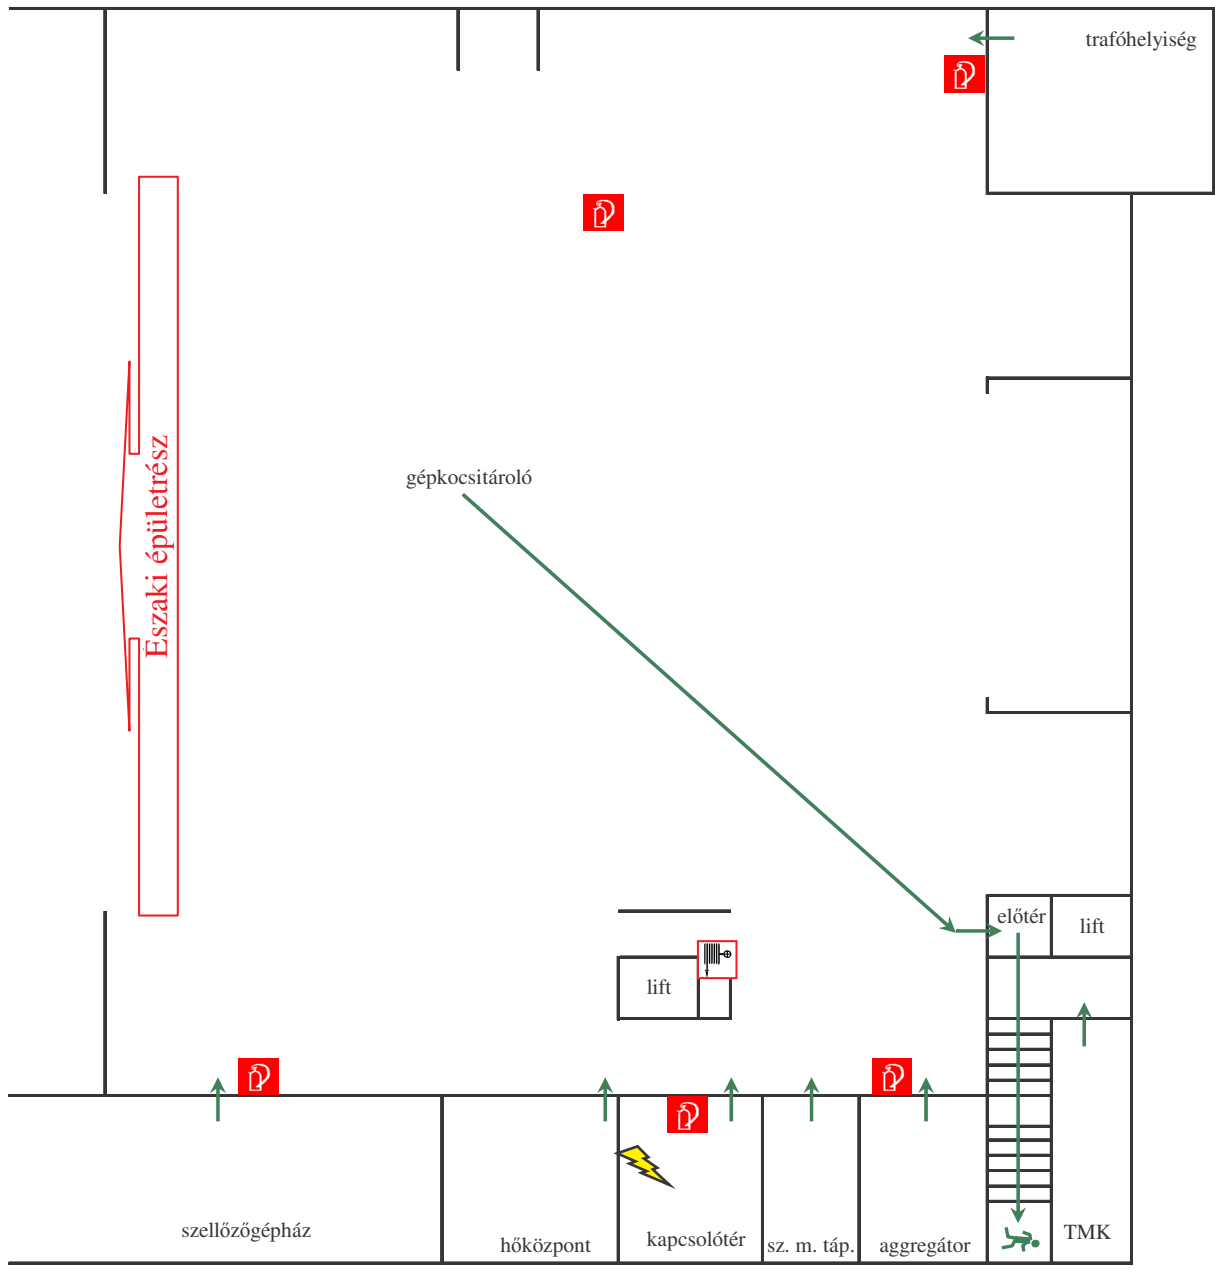 trafóhelyiség
Északi épületrész
gépkocsitároló
előtér
lift
lift
szellőzőgépház
hőközpont
kapcsolótér
sz. m. táp.
aggregátor
TMK